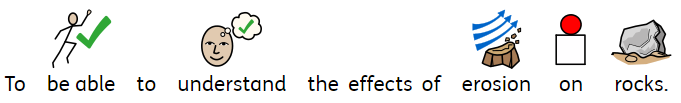 To be able to understand the effects of erosion on rocks.